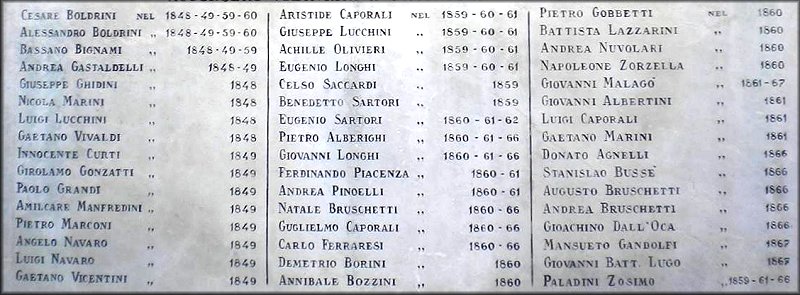 Cesare Boldrini nel 1848-49-59-60
Alessandro Boldrini „ 1848-49-59-60
Bassano Bignami „ 1848-49-59
Andrea Gastaldelli „ 1848-49
Giuseppe Ghidini „ 1848
Nicola Marini „ 1848
Luigi Lucchini „ 1848
Gaetano Vivaldi „ 1848
Innocente Curti „ 1849
Girolamo Gonzatti „ 1849
Paolo Grandi „ 1849
Amilcare Manfredini „ 1849
Pietro Marconi „ 1849
Angelo Navaro „ 1849
Luigi Navaro „ 1849
Gaetano Vicentini „ 1849
Aristide Caporali nel 1859-60-61
Giuseppe Lucchini „ 1859-60-61
Achille Olivieri „ 1859-60-61
Eugenio Longhi „ 1859-60-61
Celso Saccardi „ 1859
Benedetto Sartori „ 1859
Eugenio Sartori „ 1860-61-62
Pietro Alberighi „ 1860-61-66
Giovanni Longhi „ 1860-61-66
Ferdinando Piacenza „ 1860-61
Andrea Pinoelli „ 1860-61
Natale Bruschetti „ 1860-66
Guglielmo Caporali „ 1860-66
Carlo Ferraresi „ 1860-66
Demetrio Borini „ 1860
Annibale Bozzini „ 1860
Pietro Gobbetti nel 1860
Battista Lazzarini „ 1860
Andrea Nuvolari „ 1860
Napoleone Zorzella „ 1860
Giovanni Malago' „ 1861-67
Giovanni Albertini „ 1861
Luigi Caporali „ 1861
Gaetano Marini „ 1861
Donato Agnelli „ 1866
Stanislao Busse' „ 1866
Augusto Bruschetti „ 1866
Andrea Bruschetti „ 1866
Gioachino Dall'Oca „ 1866
Mansueto Gandolfi „ 1867
Giovanni Batt. Lugo „ 1867
Paladini Zosimo „ 1859-61-66